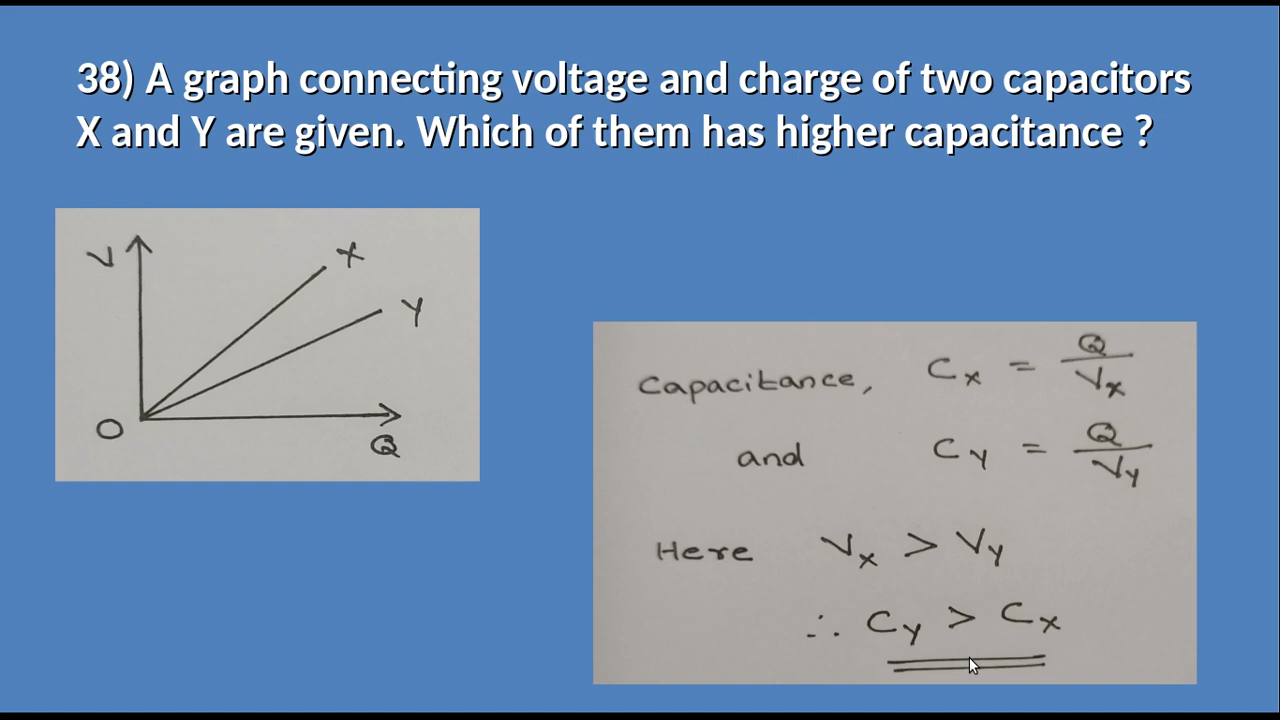 38) A graph connecting voltage and charge of two capacitors
X and Y are given. Which of them has higher capacitance ?
V
X
Y
O
Q
Capacitance, Cx = Q/Vx
and CY = Q/VY
Here Vx > VY
∴ CY > Cx